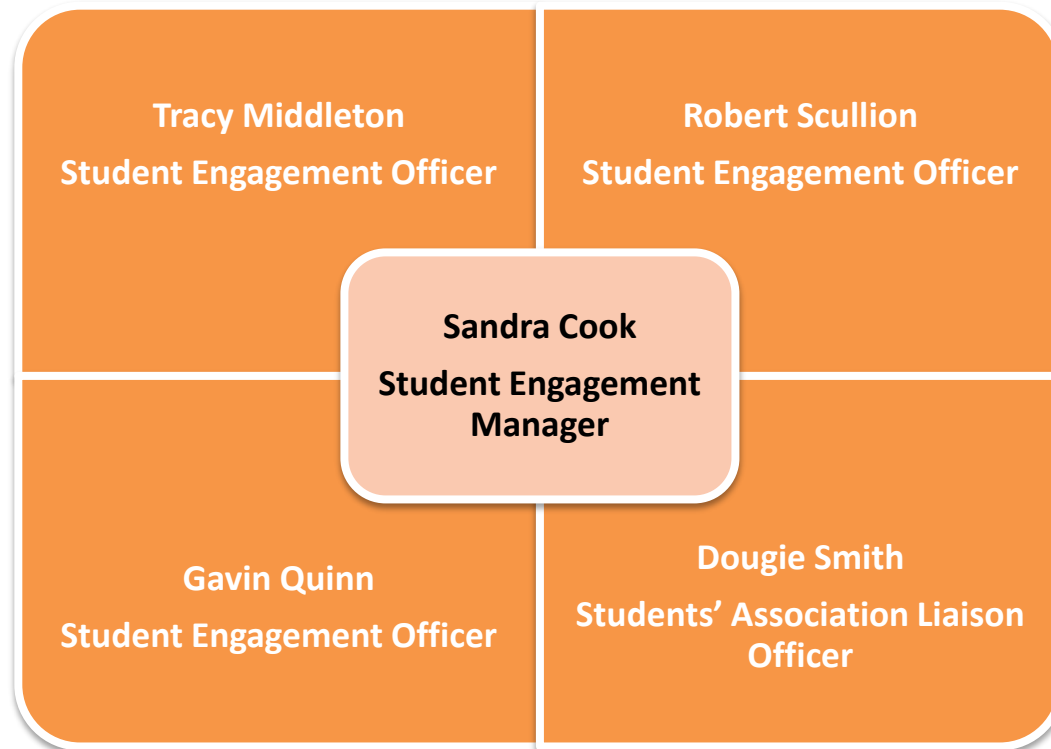 Tracy Middleton
Student Engagement Officer
Robert Scullion
Student Engagement Officer
Sandra Cook
Student Engagement
Manager
Gavin Quinn
Student Engagement Officer
Dougie Smith
Students’ Association Liaison
Officer